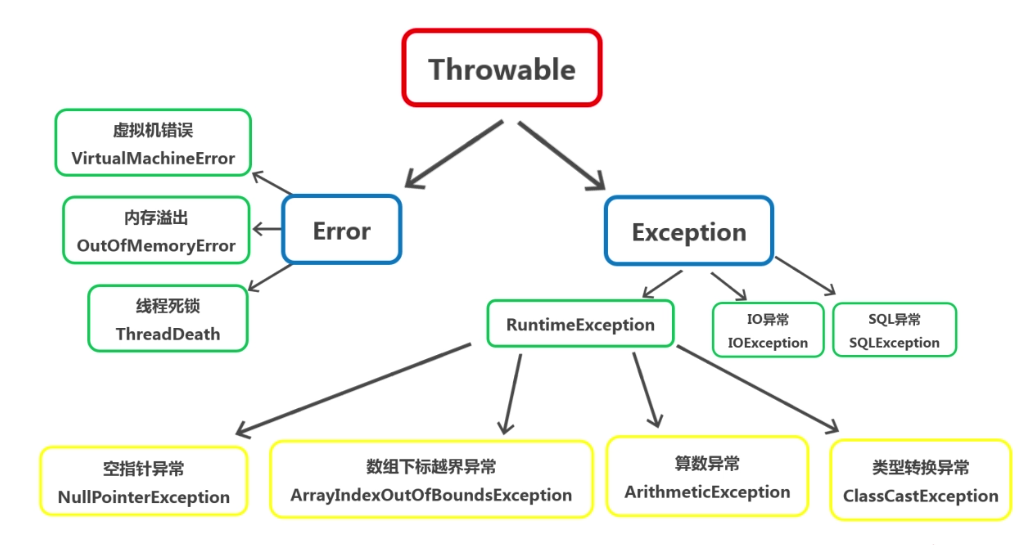 Throwable
虚拟机错误
VirtualMachineError
内存溢出
OutOfMemoryError
线程死锁
ThreadDeath
Error
Exception
RuntimeException
IO异常
IOException
SQL异常
SQLException
空指针异常
NullPointerException
数组下标越界异常
ArrayIndexOutOfBoundsException
算数异常
ArithmeticException
类型转换异常
ClassCastException